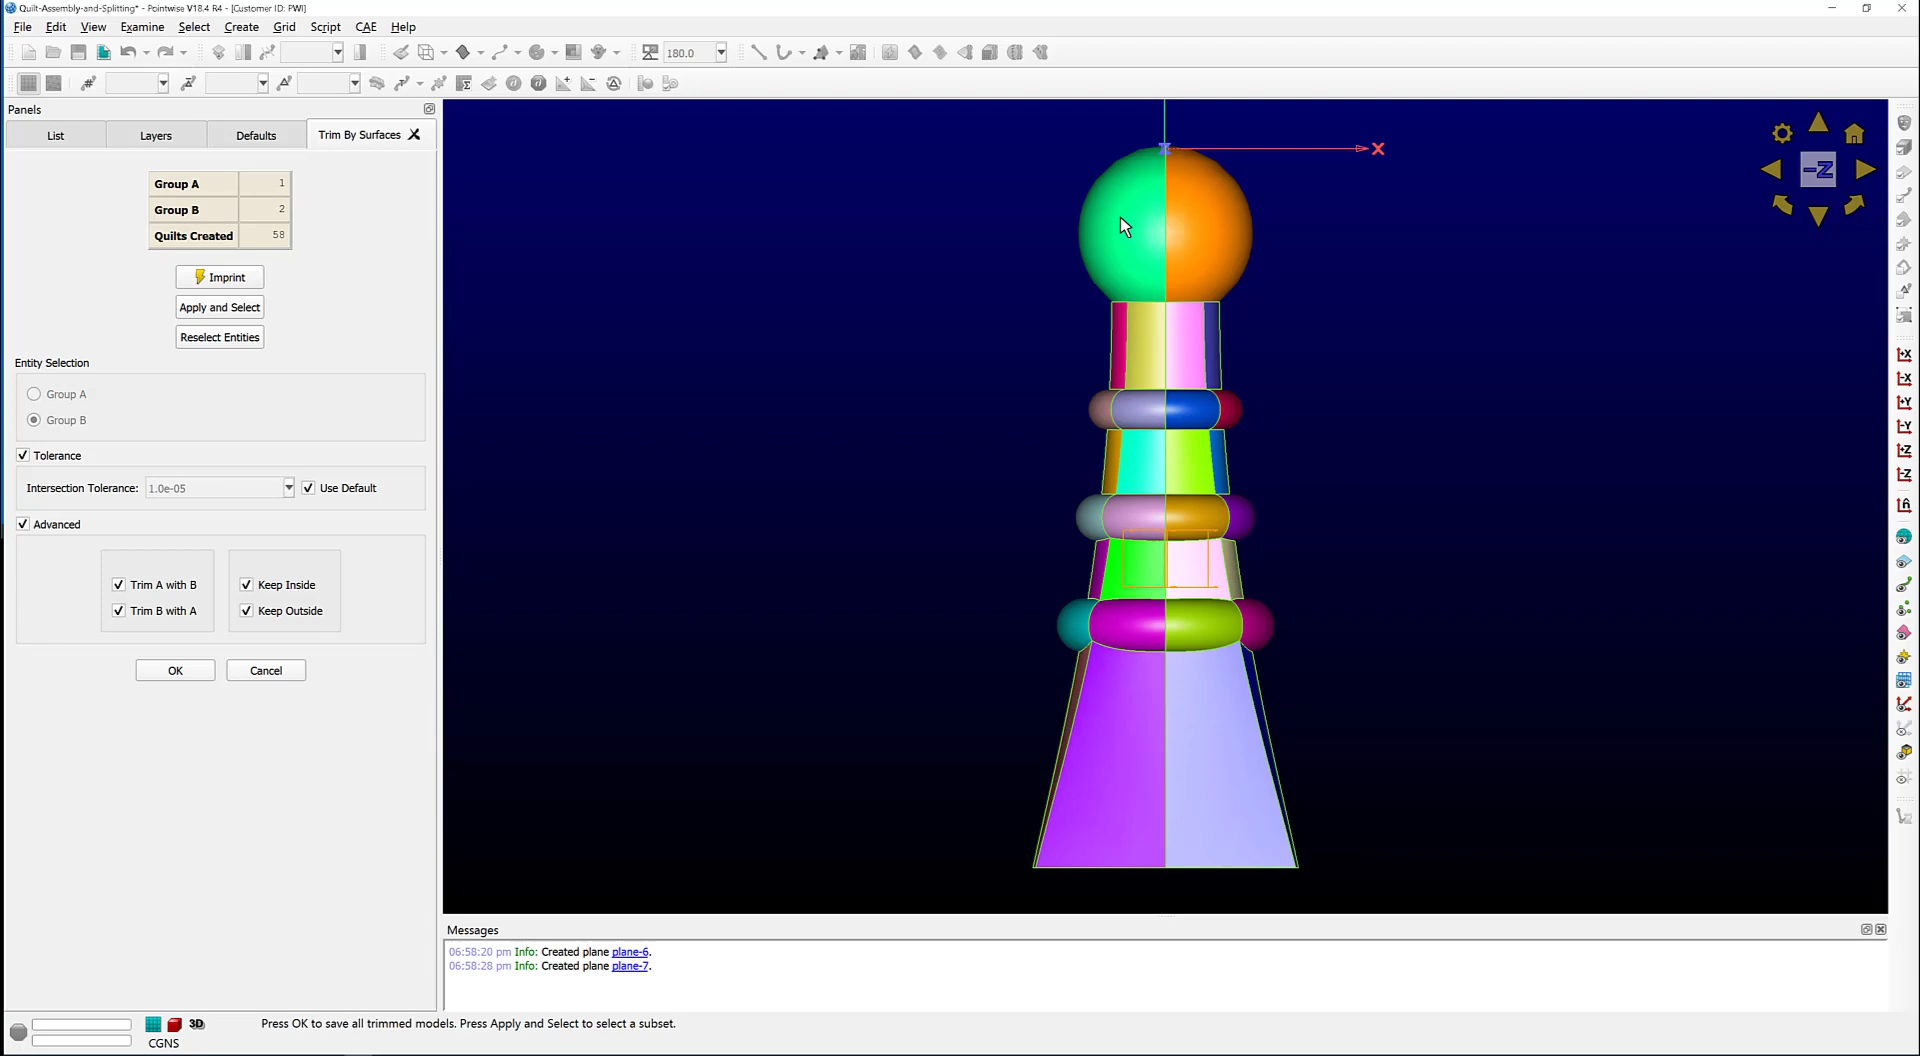 Quilt-Assembly-and-Splitting* - Pointwise V18.4 R4 - [Customer ID: PWI]
File Edit View Examine Select Create Grid Script CAE Help
180.0
Panels
List Layers Defaults Trim By Surfaces
Group A 1
Group B 2
Quilts Created 58
Imprint
Apply and Select
Reselect Entities
Entity Selection
Group A
Group B
Tolerance
Intersection Tolerance: 1.0e-05 Use Default
Advanced
Trim A with B Keep Inside
Trim B with A Keep Outside
OK Cancel
X
-Z
+X
-X
+Y
-Y
+Z
-Z
Messages
06:58:20 pm Info: Created plane plane-6.
06:58:28 pm Info: Created plane plane-7.
3D Press OK to save all trimmed models. Press Apply and Select to select a subset.
CGNS